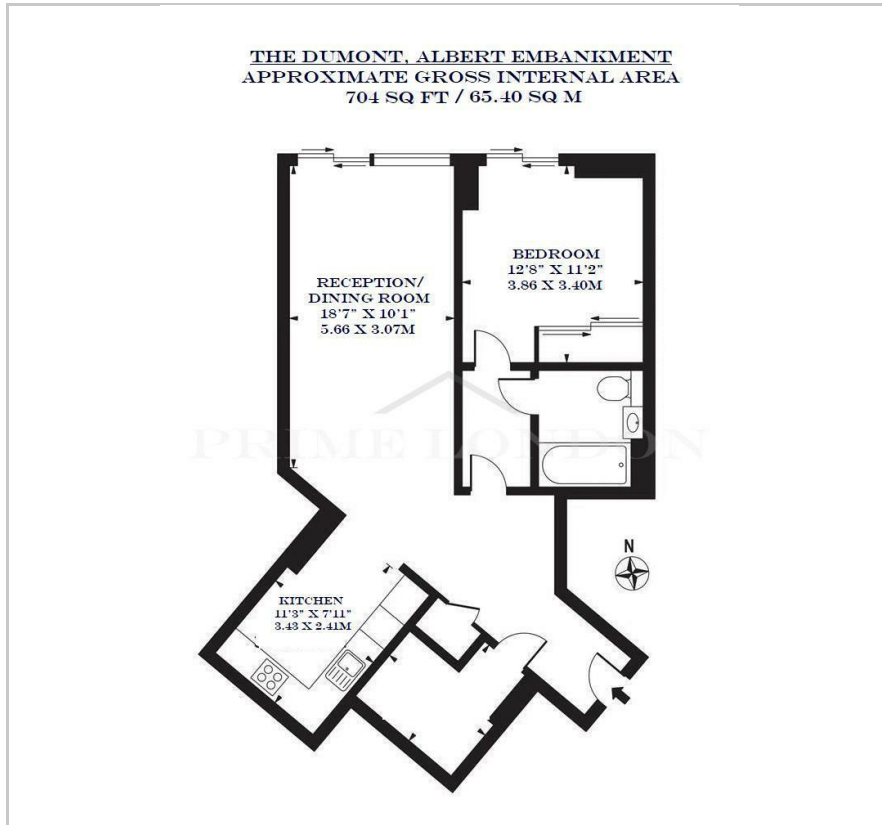 THE DUMONT, ALBERT EMBANKMENT
APPROXIMATE GROSS INTERNAL AREA
704 SQ FT / 65.40 SQ M
BEDROOM
12'8" X 11'2"
3.86 X 3.40M
RECEPTION/
DINING ROOM
18'7" X 10'1"
5.66 X 3.07M
PRIME LONDON
N
KITCHEN
11'3" X 7'11"
3.43 X 2.41M